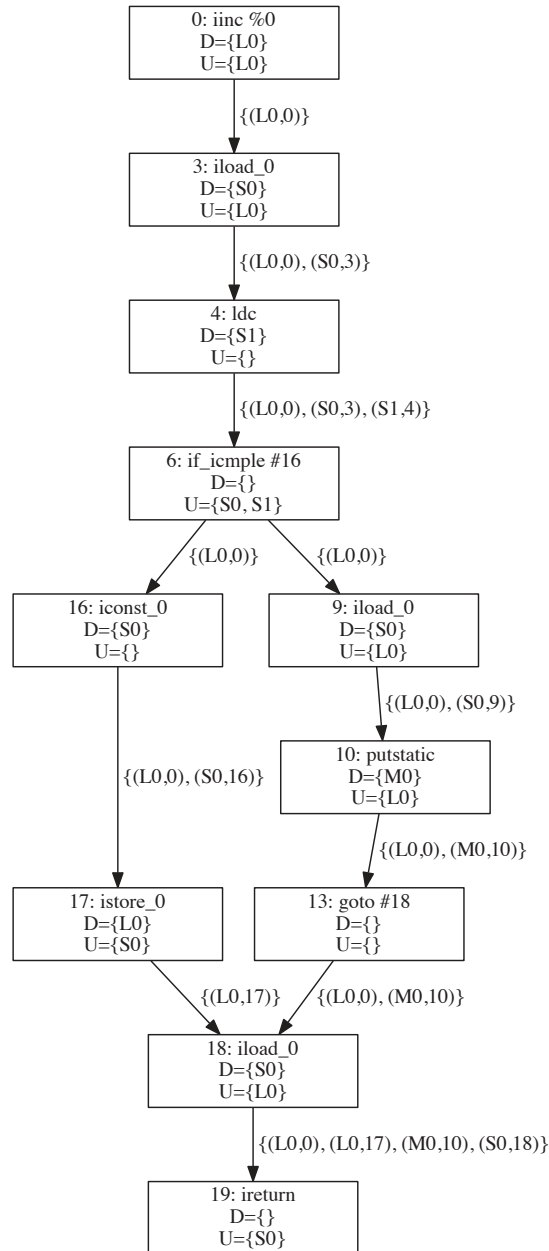 0: iinc %0
D={L0}
U={L0}
{(L0,0)}
3: iload_0
D={S0}
U={L0}
{(L0,0), (S0,3)}
4: ldc
D={S1}
U={}
{(L0,0), (S0,3), (S1,4)}
6: if_icmple #16
D={}
U={S0, S1}
{(L0,0)}
{(L0,0)}
16: iconst_0
D={S0}
U={}
9: iload_0
D={S0}
U={L0}
{(L0,0), (S0,9)}
{(L0,0), (S0,16)}
10: putstatic
D={M0}
U={L0}
{(L0,0), (M0,10)}
17: istore_0
D={L0}
U={S0}
13: goto #18
D={}
U={}
{(L0,17)}
{(L0,0), (M0,10)}
18: iload_0
D={S0}
U={L0}
{(L0,0), (L0,17), (M0,10), (S0,18)}
19: ireturn
D={}
U={S0}